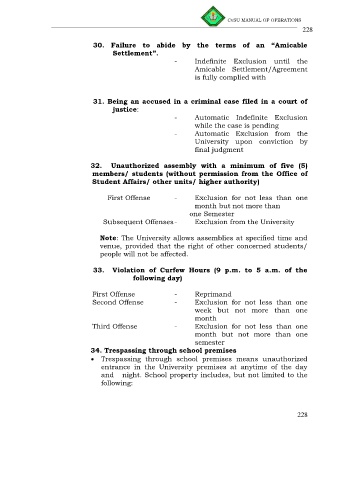 CvSU MANUAL OF OPERATIONS
228
30. Failure to abide by the terms of an “Amicable
Settlement”.
- Indefinite Exclusion until the
Amicable Settlement/Agreement
is fully complied with
31. Being an accused in a criminal case filed in a court of
justice:
- Automatic Indefinite Exclusion
while the case is pending
- Automatic Exclusion from the
University upon conviction by
final judgment
32. Unauthorized assembly with a minimum of five (5)
members/ students (without permission from the Office of
Student Affairs/ other units/ higher authority)
First Offense - Exclusion for not less than one
month but not more than
one Semester
Subsequent Offenses - Exclusion from the University
Note: The University allows assemblies at specified time and
venue, provided that the right of other concerned students/
people will not be affected.
33. Violation of Curfew Hours (9 p.m. to 5 a.m. of the
following day)
First Offense - Reprimand
Second Offense - Exclusion for not less than one
week but not more than one
month
Third Offense - Exclusion for not less than one
month but not more than one
semester
34. Trespassing through school premises
• Trespassing through school premises means unauthorized
entrance in the University premises at anytime of the day
and night. School property includes, but not limited to the
following:
228